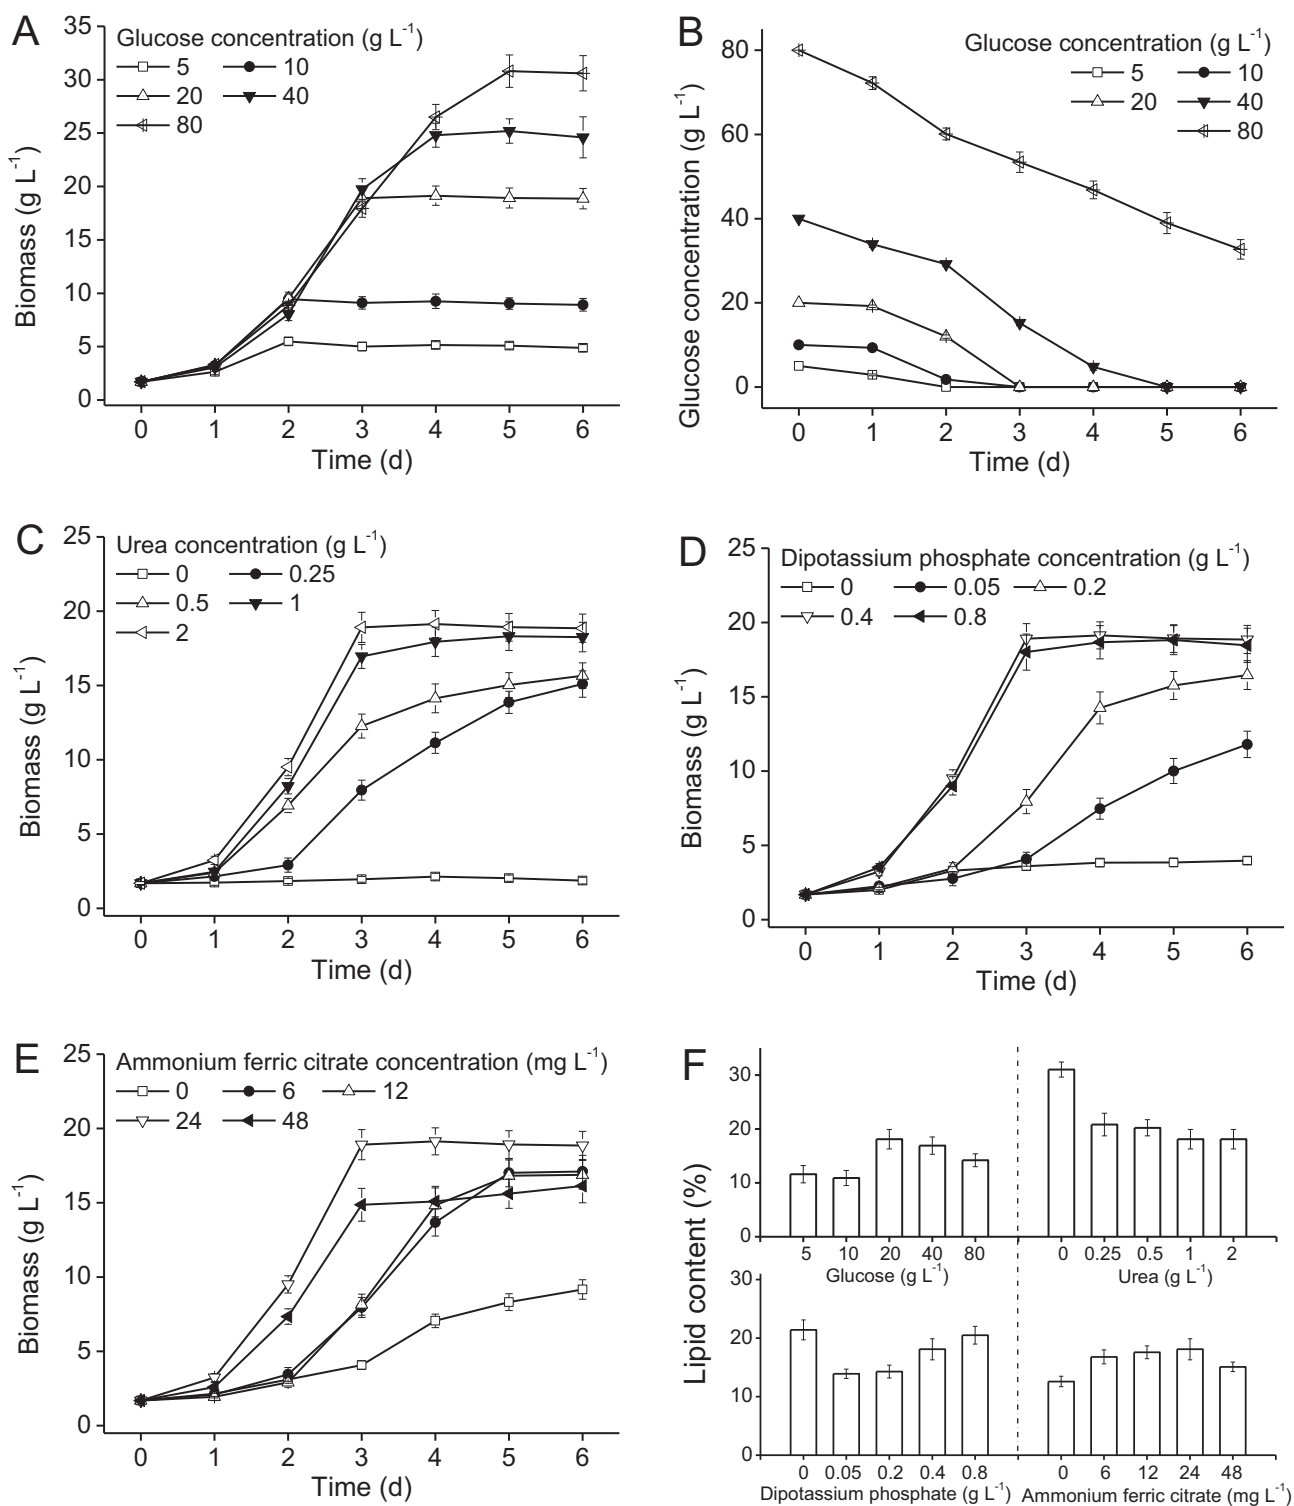 A
Glucose concentration (g L⁻¹)
5 10
20 40
80
35
30
25
20
15
10
5
0
Biomass (g L⁻¹)
0 1 2 3 4 5 6
Time (d)
B
Glucose concentration (g L⁻¹)
5 10
20 40
80
80
60
40
20
0
Glucose concentration (g L⁻¹)
0 1 2 3 4 5 6
Time (d)
C
Urea concentration (g L⁻¹)
0 0.25
0.5 1
2
25
20
15
10
5
0
Biomass (g L⁻¹)
0 1 2 3 4 5 6
Time (d)
D
Dipotassium phosphate concentration (g L⁻¹)
0 0.05 0.2
0.4 0.8
25
20
15
10
5
0
Biomass (g L⁻¹)
0 1 2 3 4 5 6
Time (d)
E
Ammonium ferric citrate concentration (mg L⁻¹)
0 6 12
24 48
25
20
15
10
5
0
Biomass (g L⁻¹)
0 1 2 3 4 5 6
Time (d)
F
Lipid content (%)
30
20
10
0
5 10 20 40 80
Glucose (g L⁻¹)
0 0.25 0.5 1 2
Urea (g L⁻¹)
30
20
10
0
0 0.05 0.2 0.4 0.8
Dipotassium phosphate (g L⁻¹)
0 6 12 24 48
Ammonium ferric citrate (mg L⁻¹)